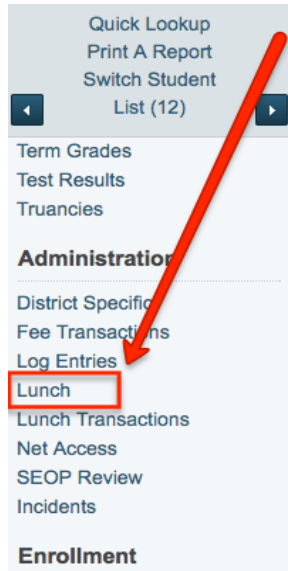 Quick Lookup
Print A Report
Switch Student
List (12)
Term Grades
Test Results
Truancies
Administration
District Specific
Fee Transactions
Log Entries
Lunch
Lunch Transactions
Net Access
SEOP Review
Incidents
Enrollment